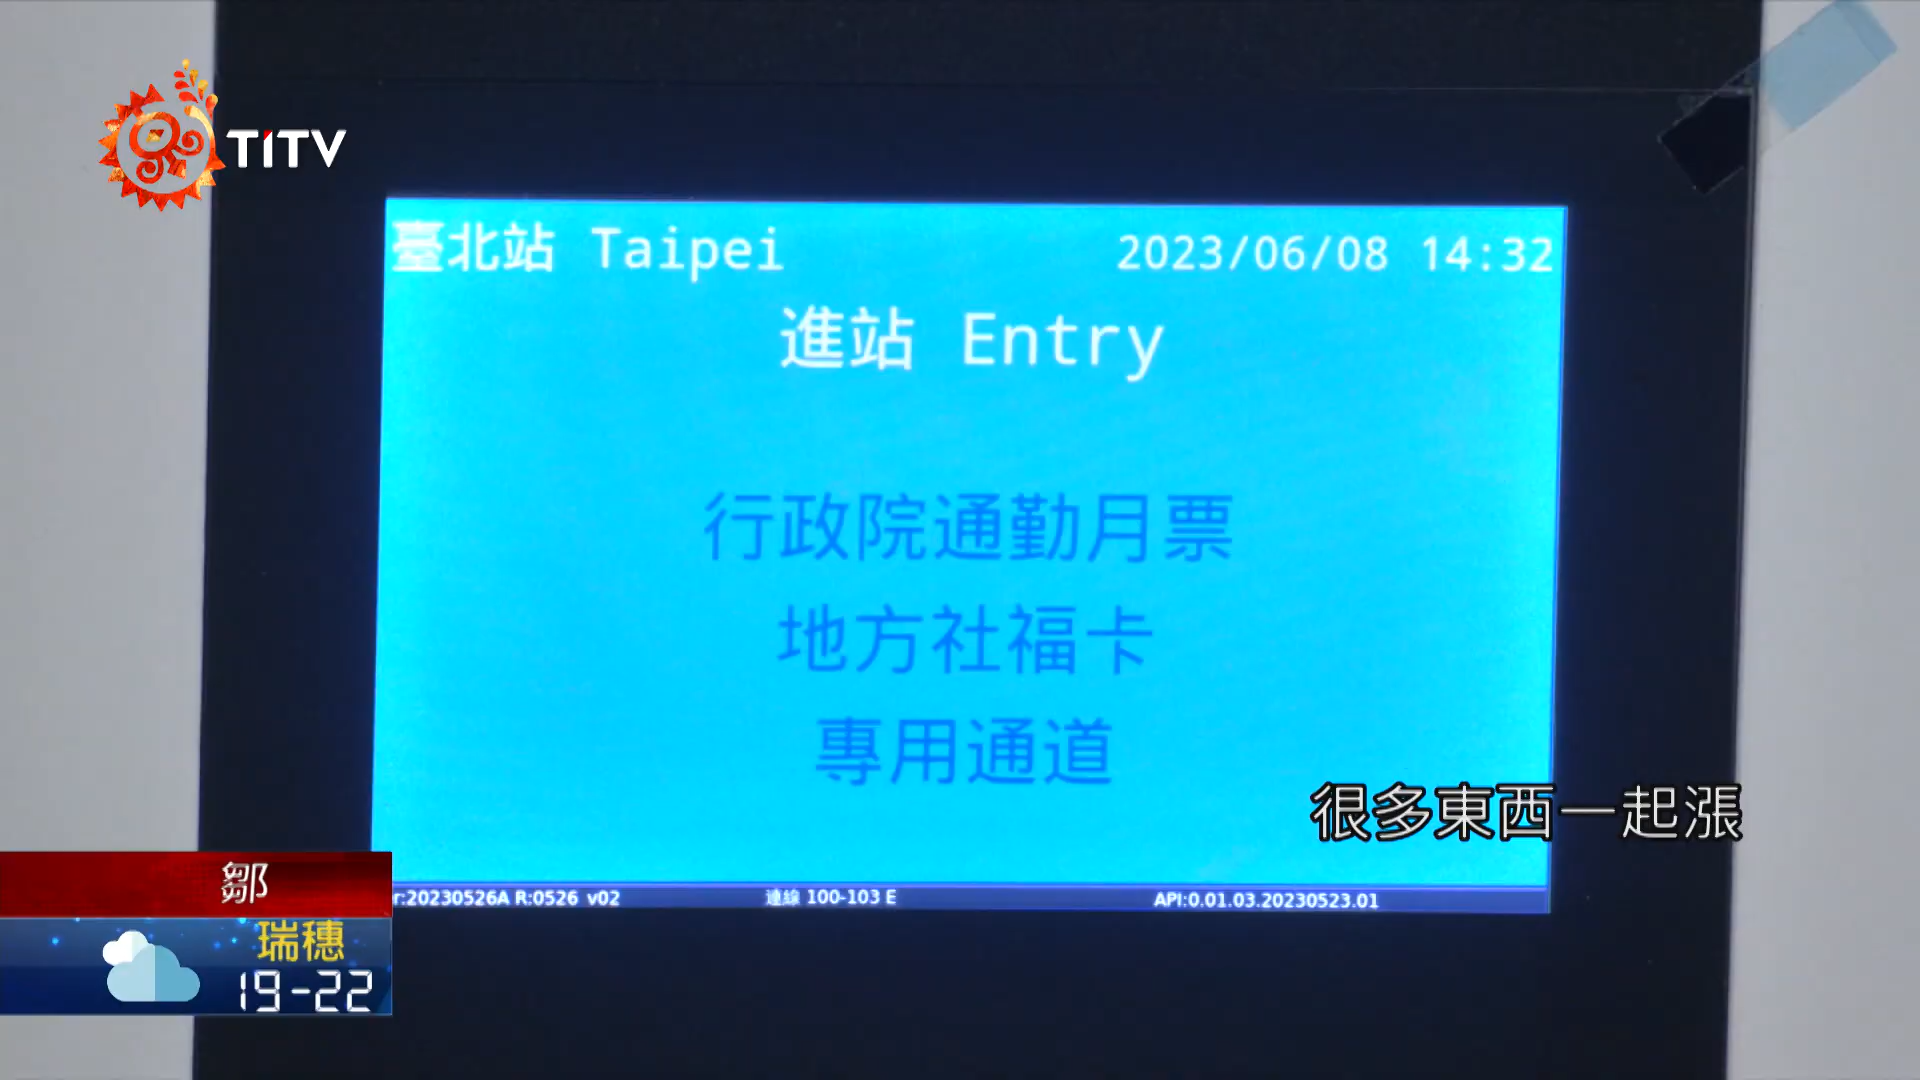 TITV
臺北站 Taipei 2023/06/08 14:32
進站 Entry
行政院通勤月票
地方社福卡
專用通道
很多東西一起漲
r:20230526A R:0526 v02 連線 100-103 E API:0.01.03.20230523.01
鄒
瑞穗
19-22